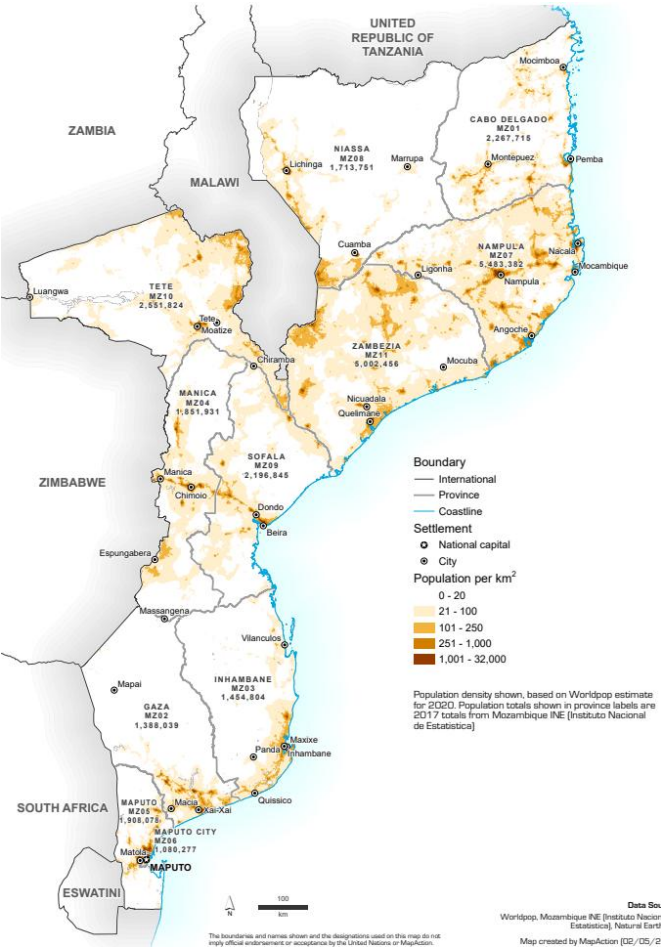 UNITED
REPUBLIC OF
TANZANIA
Mocimboa
ZAMBIA
CABO DELGADO
MZ01
2,267,715
NIASSA
MZ08
1,713,751
Lichinga
Marrupa
Montepuez
Pemba
MALAWI
Cuamba
NAMPULA
MZ07
5,483,382
Nacala
Mocambique
Ligonha
Nampula
Luangwa
TETE
MZ10
2,551,824
Tete
Moatize
Angoche
ZAMBEZIA
MZ11
5,002,456
Mocuba
Chiramba
MANICA
MZ04
1,851,931
Nicuadala
Quelimane
SOFALA
MZ09
2,196,845
ZIMBABWE
Manica
Chimoio
Dondo
Beira
Espungabera
Massangena
Vilanculos
Mapai
INHAMBANE
MZ03
1,454,804
GAZA
MZ02
1,388,039
Maxixe
Panda
Inhambane
Quissico
SOUTH AFRICA
MAPUTO
MZ05
1,908,078
Macia
Xai-Xai
MAPUTO CITY
MZ06
1,080,277
Matola
MAPUTO
ESWATINI
Boundary
International
Province
Coastline
Settlement
National capital
City
Population per km²
0 - 20
21 - 100
101 - 250
251 - 1,000
1,001 - 32,000
Population density shown, based on Worldpop estimate
for 2020. Population totals shown in province labels are
2017 totals from Mozambique INE (Instituto Nacional
de Estatistica)
N
100
km
The boundaries and names shown and the designations used on this map do not
imply official endorsement or acceptance by the United Nations or MapAction.
Data Sou
Worldpop, Mozambique INE (Instituto Nacion
Estatistica), Natural Earth
Map created by MapAction (02/05/2